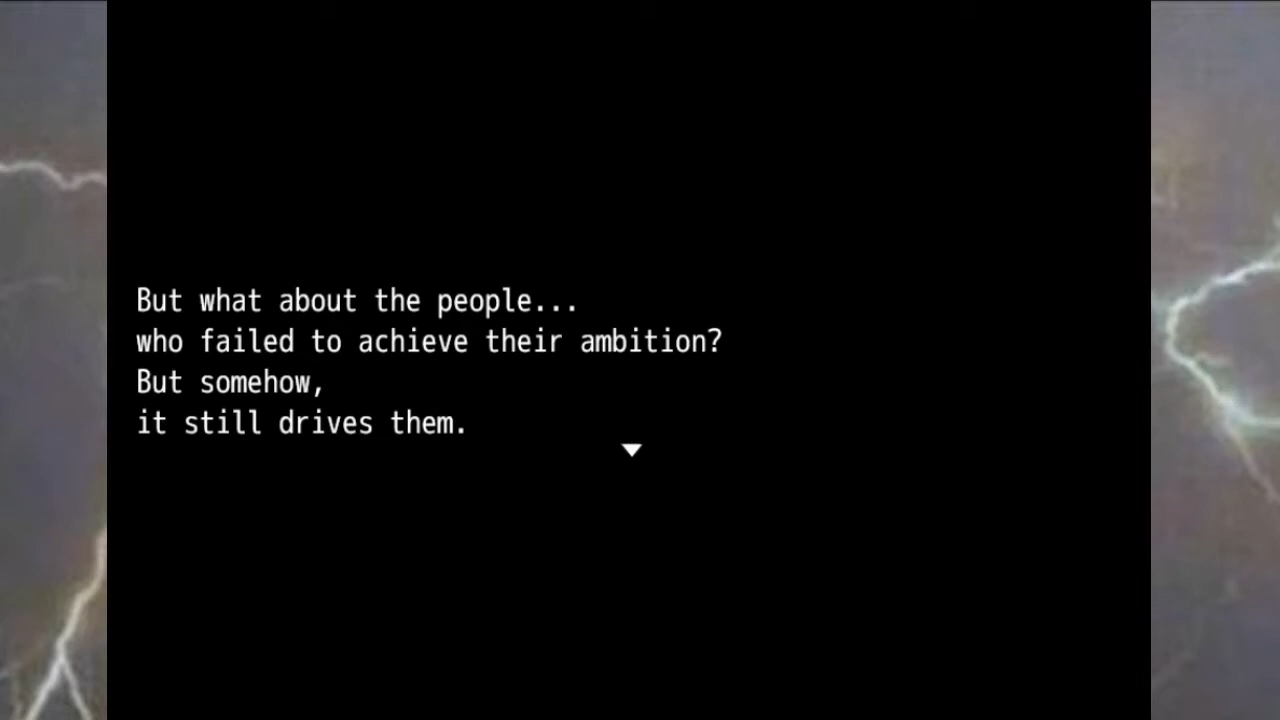 But what about the people...
who failed to achieve their ambition?
But somehow,
it still drives them.